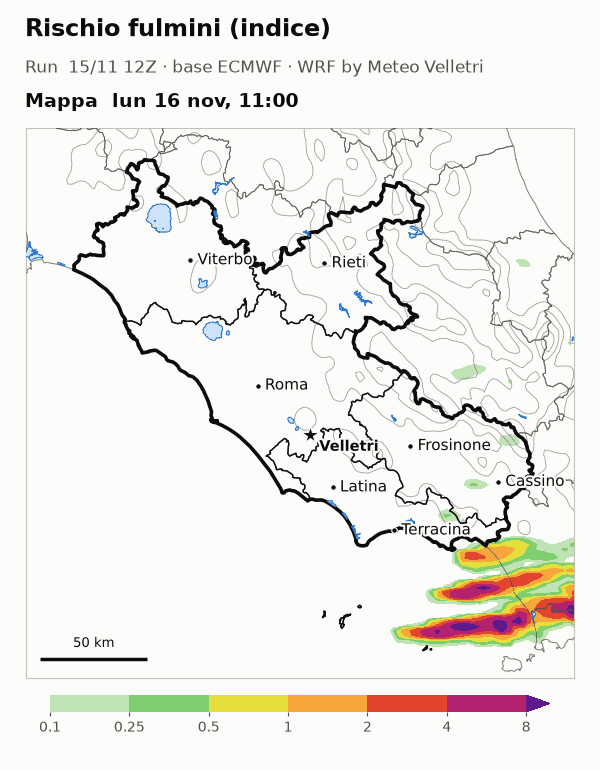 Rischio fulmini (indice)
Run  15/11 12Z · base ECMWF · WRF by Meteo Velletri
Mappa  lun 16 nov, 11:00
Viterbo
Rieti
Roma
Velletri
Frosinone
Cassino
Latina
Terracina
50 km
0.1 0.25 0.5 1 2 4 8